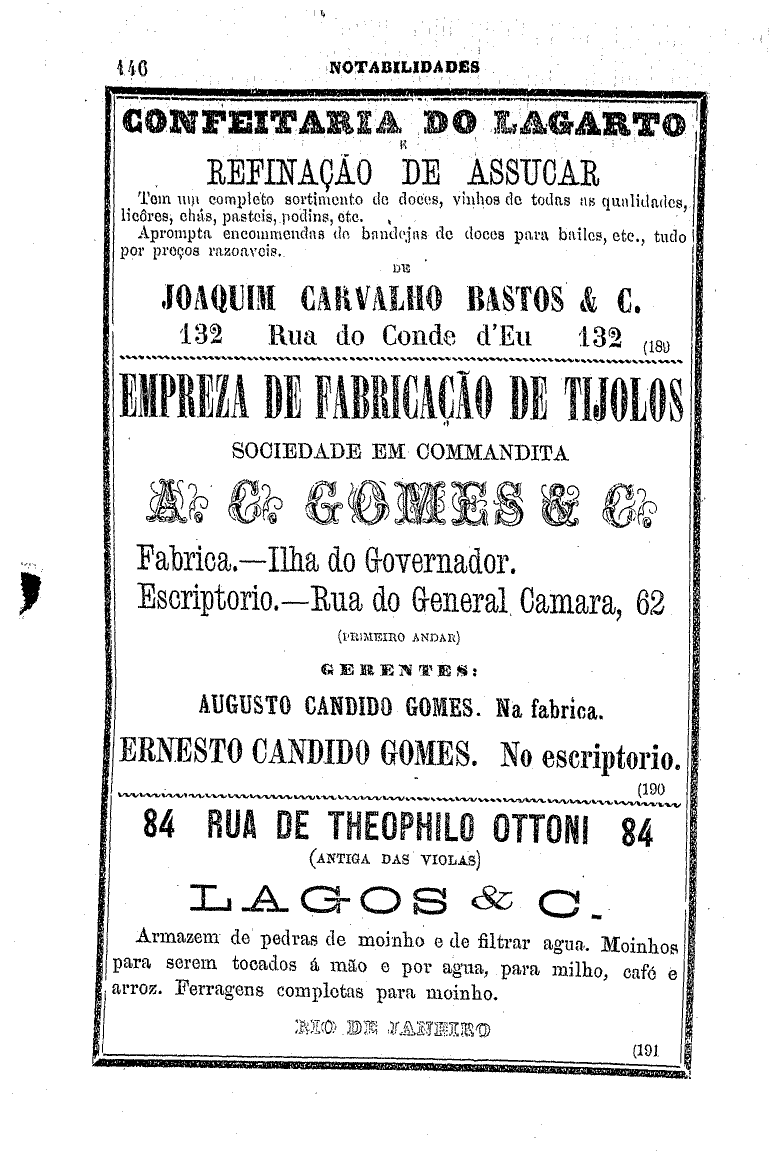 146 NOTABILIDADES
CONFEITARIA DO LAGARTO
E
REFINAÇÃO DE ASSUCAR
Tem um completo sortimento de doces, vinhos de todas as qualidades,
licôres, chás, pasteis, podins, etc.
Aprompta encommendas de bandejas de doces para bailes, etc., tudo
por preços razoaveis.
DE
JOAQUIM CARVALHO BASTOS & C.
132 Rua do Conde d'Eu 132 (189
EMPREZA DE FABRICAÇÃO DE TIJOLOS
SOCIEDADE EM COMMANDITA
A. C. GOMES & C.
Fabrica.—Ilha do Governador.
Escriptorio.—Rua do General Camara, 62
(PRIMEIRO ANDAR)
GERENTES:
AUGUSTO CANDIDO GOMES. Na fabrica.
ERNESTO CANDIDO GOMES. No escriptorio.
(190
84 RUA DE THEOPHILO OTTONI 84
(ANTIGA DAS VIOLAS)
LAGOS & C.
Armazem de pedras de moinho e de filtrar agua. Moinhos
para serem tocados á mão e por agua, para milho, café e
arroz. Ferragens completas para moinho.
RIO DE JANEIRO
(191